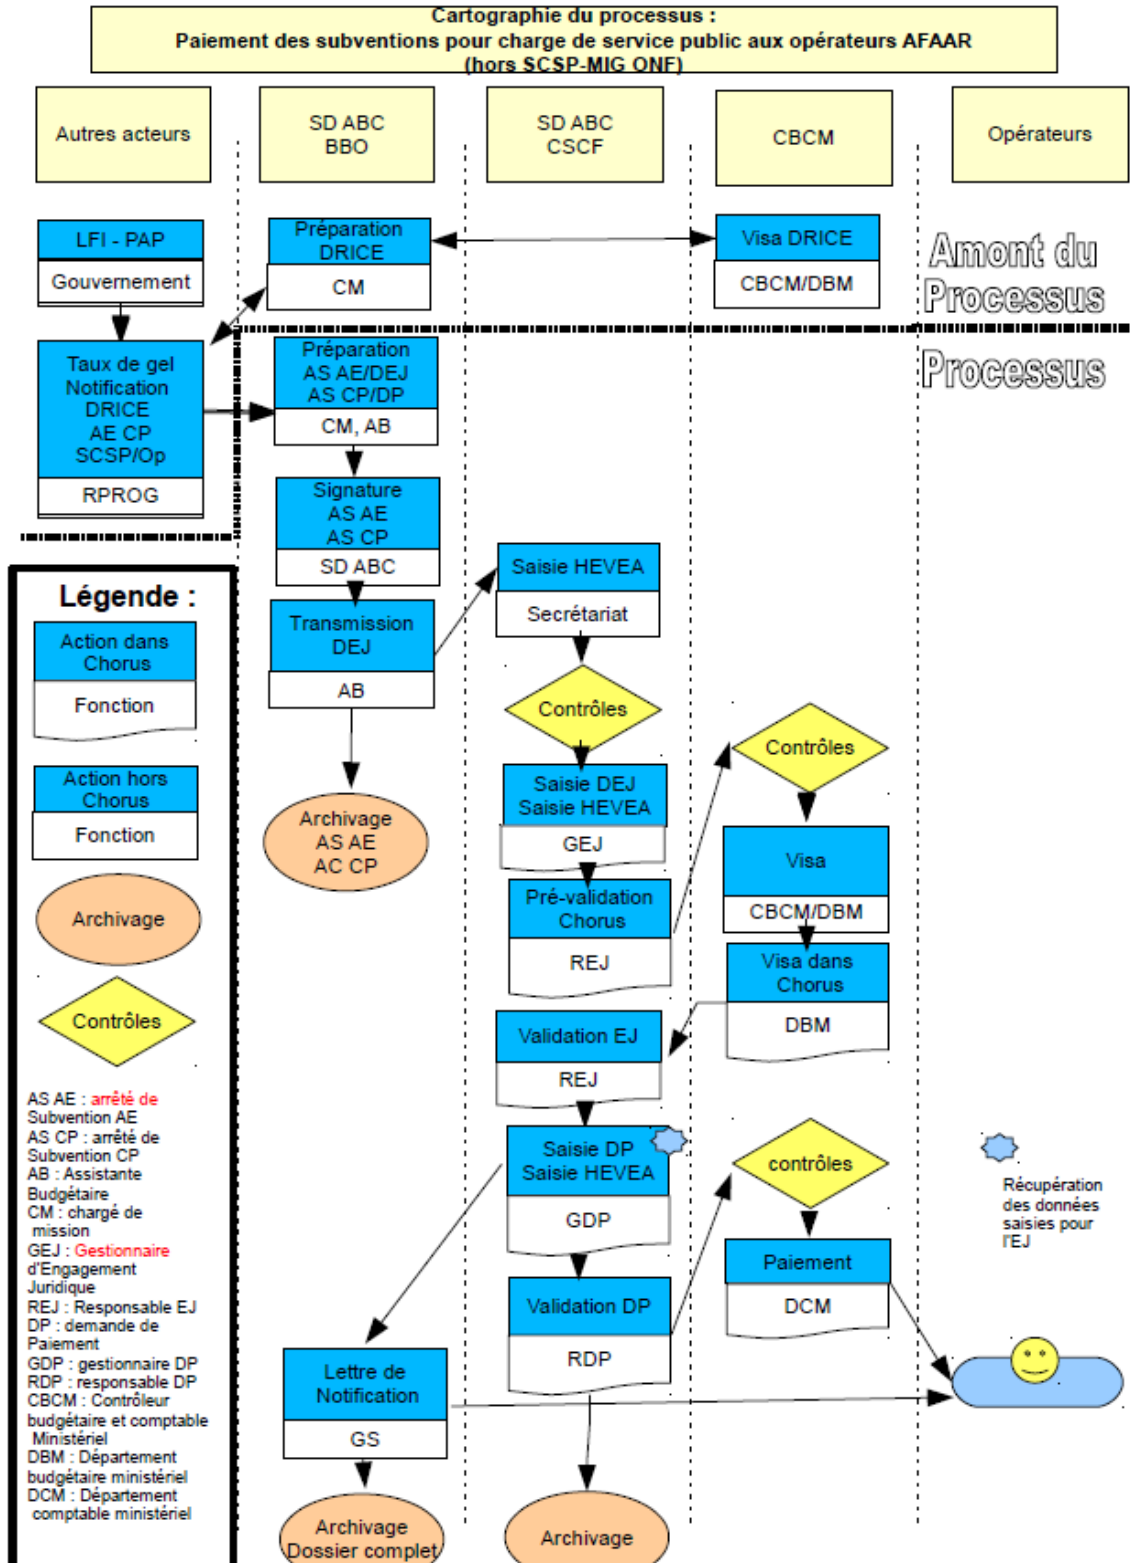 Cartographie du processus :
Paiement des subventions pour charge de service public aux opérateurs AFAAR
(hors SCSP-MIG ONF)
Autres acteurs
SD ABC
BBO
SD ABC
CSCF
CBCM
Opérateurs
LFI - PAP
Gouvernement
Préparation
DRICE
CM
Visa DRICE
CBCM/DBM
Amont du
Processus
Processus
Taux de gel
Notification
DRICE
AE CP
SCSP/Op
RPROG
Préparation
AS AE/DEJ
AS CP/DP
CM, AB
Signature
AS AE
AS CP
SD ABC
Transmission
DEJ
AB
Archivage
AS AE
AC CP
Saisie HEVEA
Secrétariat
Contrôles
Saisie DEJ
Saisie HEVEA
GEJ
Pré-validation
Chorus
REJ
Contrôles
Visa
CBCM/DBM
Visa dans
Chorus
DBM
Validation EJ
REJ
Saisie DP
Saisie HEVEA
GDP
Validation DP
RDP
contrôles
Paiement
DCM
Récupération
des données
saisies pour
l'EJ
Lettre de
Notification
GS
Archivage
Dossier complet
Archivage
Légende :
Action dans
Chorus
Fonction
Action hors
Chorus
Fonction
Archivage
Contrôles
AS AE : arrêté de
Subvention AE
AS CP : arrêté de
Subvention CP
AB : Assistante
Budgétaire
CM : chargé de
mission
GEJ : Gestionnaire
d'Engagement
Juridique
REJ : Responsable EJ
DP : demande de
Paiement
GDP : gestionnaire DP
RDP : responsable DP
CBCM : Contrôleur
budgétaire et comptable
Ministériel
DBM : Département
budgétaire ministériel
DCM : Département
comptable ministériel